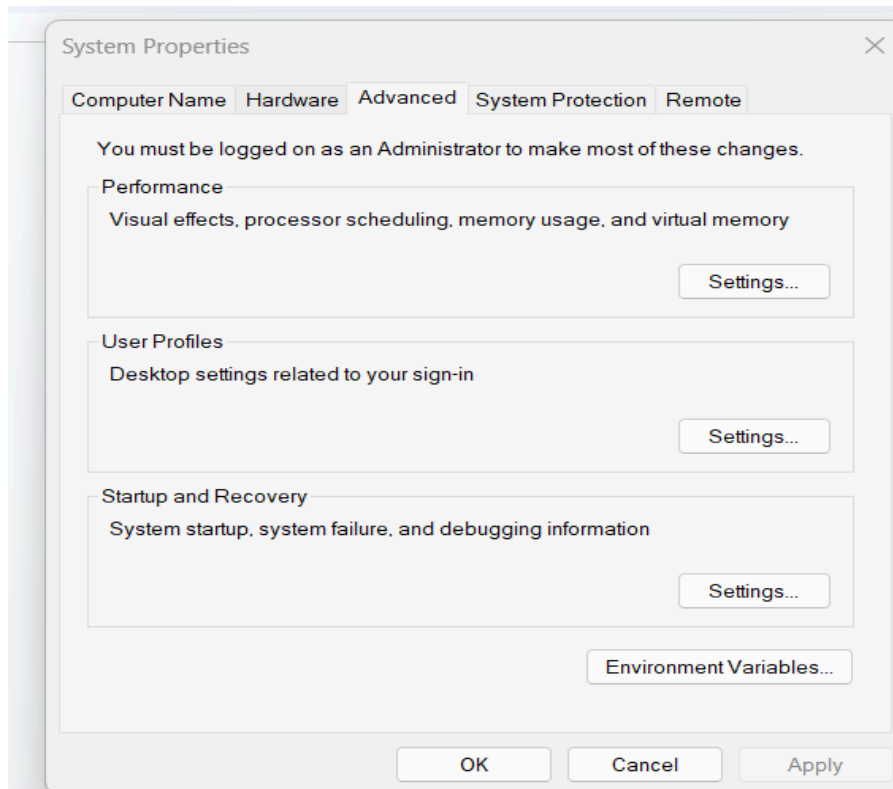 System Properties
Computer Name Hardware Advanced System Protection Remote
You must be logged on as an Administrator to make most of these changes.
Performance
Visual effects, processor scheduling, memory usage, and virtual memory
Settings...
User Profiles
Desktop settings related to your sign-in
Settings...
Startup and Recovery
System startup, system failure, and debugging information
Settings...
Environment Variables...
OK Cancel Apply